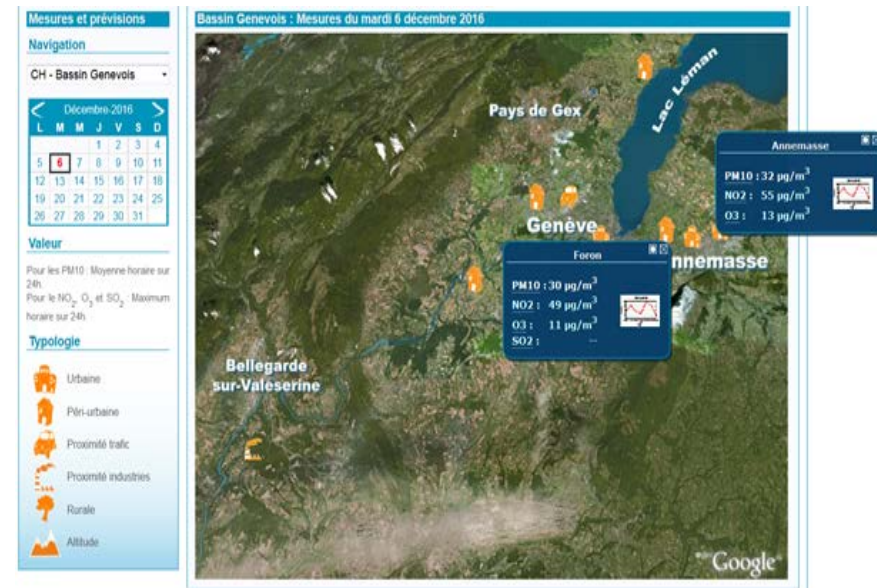 Mesures et prévisions
Navigation
CH - Bassin Genevois
Décembre-2016
L M M J V S D
1 2 3 4
5 6 7 8 9 10 11
12 13 14 15 16 17 18
19 20 21 22 23 24 25
26 27 28 29 30 31
Valeur
Pour les PM10 : Moyenne horaire sur
24h.
Pour le NO2, O3 et SO2 : Maximum
horaire sur 24h.
Typologie
Urbaine
Péri-urbaine
Proximité trafic
Proximité industries
Rurale
Altitude
Bassin Genevois : Mesures du mardi 6 décembre 2016
Lac Léman
Pays de Gex
Annemasse
PM10 : 32 µg/m3
NO2 : 55 µg/m3
O3 : 13 µg/m3
Genève
nnemasse
Foron
PM10 : 30 µg/m3
NO2 : 49 µg/m3
O3 : 11 µg/m3
SO2 : --
Bellegarde
sur-Valeserine
Google